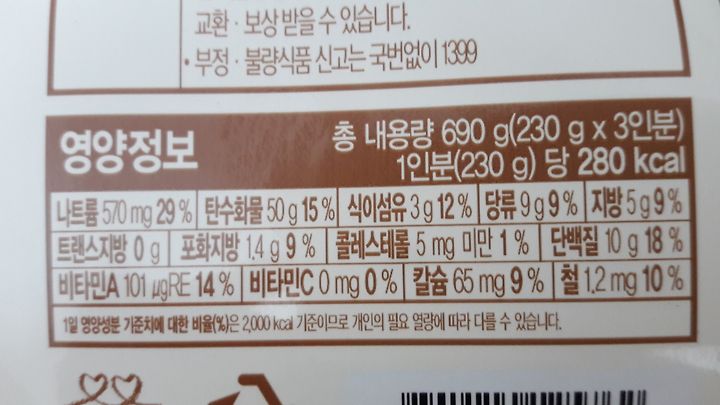 교환 · 보상 받을 수 있습니다.
• 부정 · 불량식품 신고는 국번없이 1399
영양정보
총 내용량 690 g(230 g x 3인분)
1인분(230 g) 당 280 kcal
나트륨 570 mg 29 % 탄수화물 50 g 15 % 식이섬유 3 g 12 % 당류 9 g 9 % 지방 5 g 9 %
트랜스지방 0 g 포화지방 1.4 g 9 % 콜레스테롤 5 mg 미만 1 % 단백질 10 g 18 %
비타민A 101 µgRE 14 % 비타민C 0 mg 0 % 칼슘 65 mg 9 % 철 1.2 mg 10 %
1일 영양성분 기준치에 대한 비율(%)은 2,000 kcal 기준이므로 개인의 필요 열량에 따라 다를 수 있습니다.